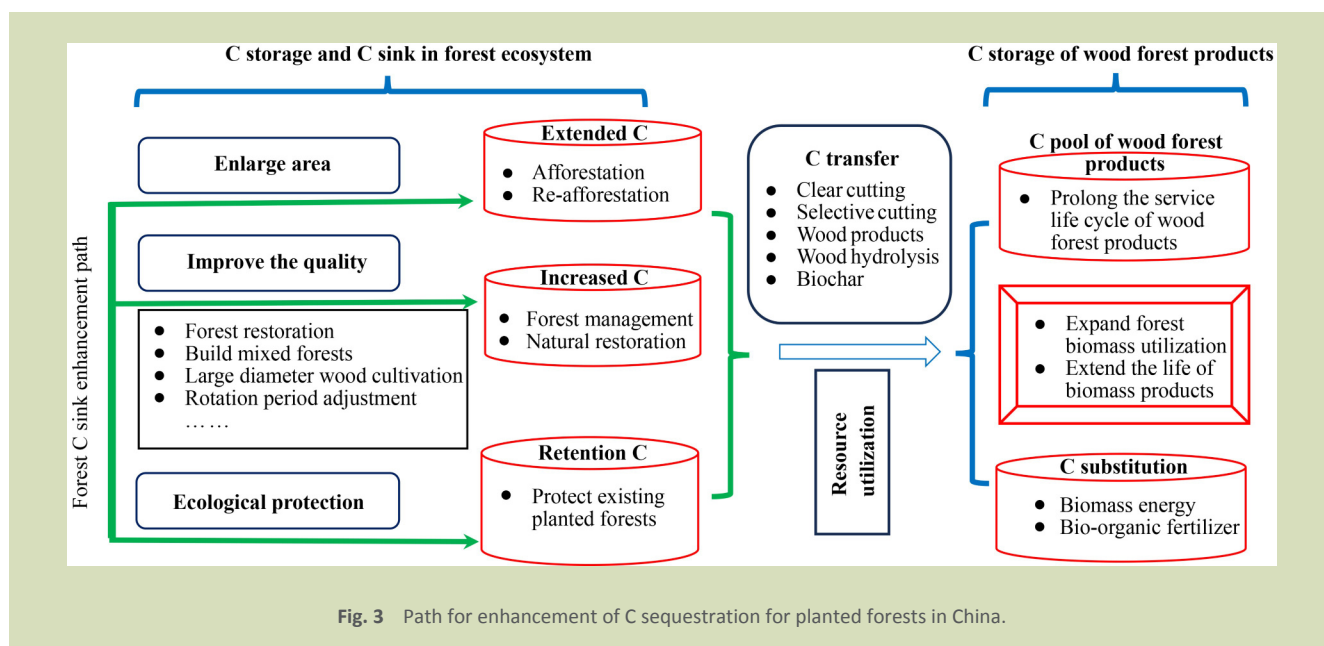 C storage and C sink in forest ecosystem
C storage of wood forest products
Forest C sink enhancement path
Enlarge area
Improve the quality
● Forest restoration
● Build mixed forests
● Large diameter wood cultivation
● Rotation period adjustment
… …
Ecological protection
Extended C
● Afforestation
● Re-afforestation
Increased C
● Forest management
● Natural restoration
Retention C
● Protect existing
planted forests
C transfer
● Clear cutting
● Selective cutting
● Wood products
● Wood hydrolysis
● Biochar
Resource
utilization
C pool of wood forest
products
● Prolong the service
life cycle of wood
forest products
● Expand forest
biomass utilization
● Extend the life of
biomass products
C substitution
● Biomass energy
● Bio-organic fertilizer
Fig. 3 Path for enhancement of C sequestration for planted forests in China.